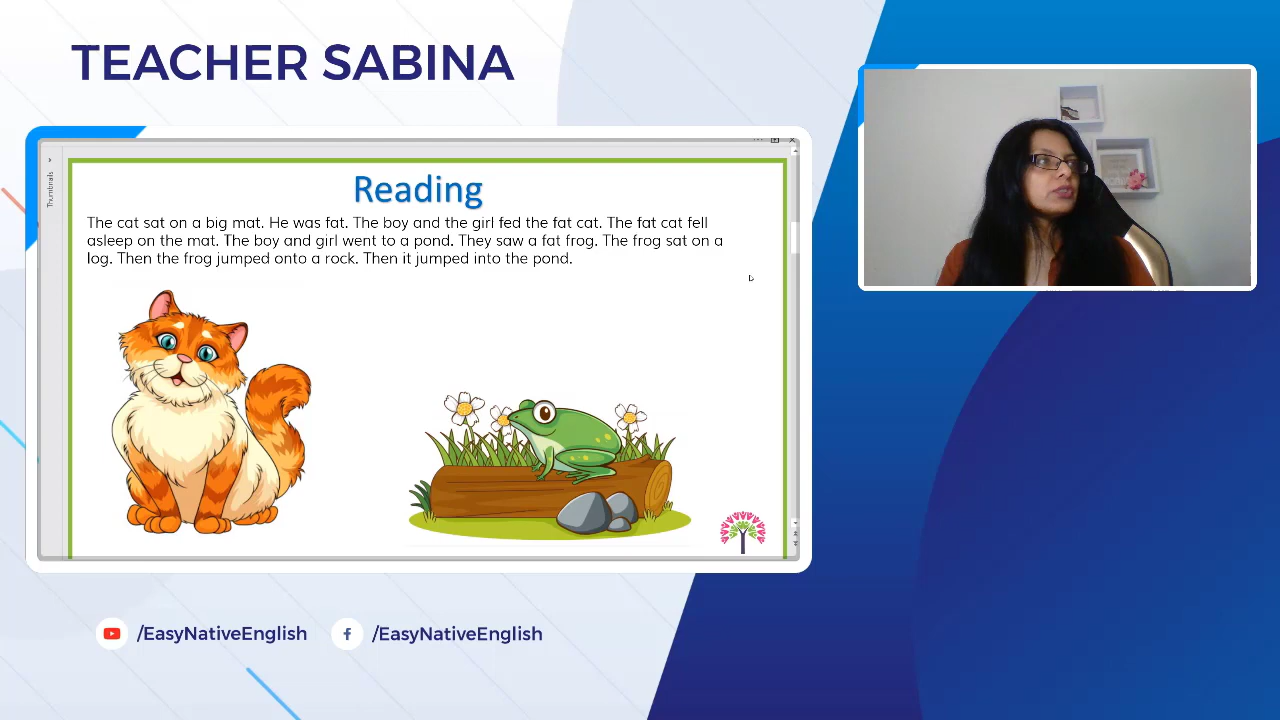 TEACHER SABINA
Thumbnails
Reading
The cat sat on a big mat. He was fat. The boy and the girl fed the fat cat. The fat cat fell
asleep on the mat. The boy and girl went to a pond. They saw a fat frog. The frog sat on a
log. Then the frog jumped onto a rock. Then it jumped into the pond.
/EasyNativeEnglish
/EasyNativeEnglish